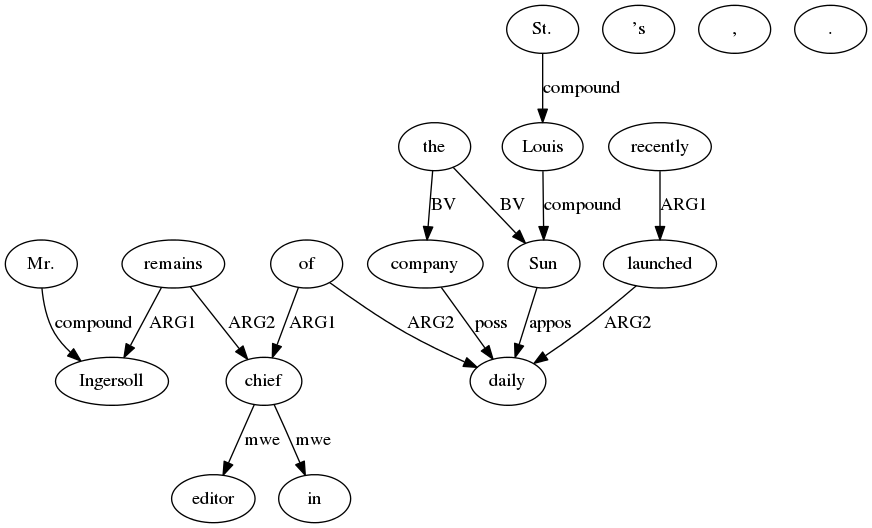 St. ’s , .
compound
the Louis recently
BV BV compound ARG1
Mr. remains of company Sun launched
compound ARG1 ARG2 ARG1 ARG2 poss appos ARG2
Ingersoll chief daily
mwe mwe
editor in